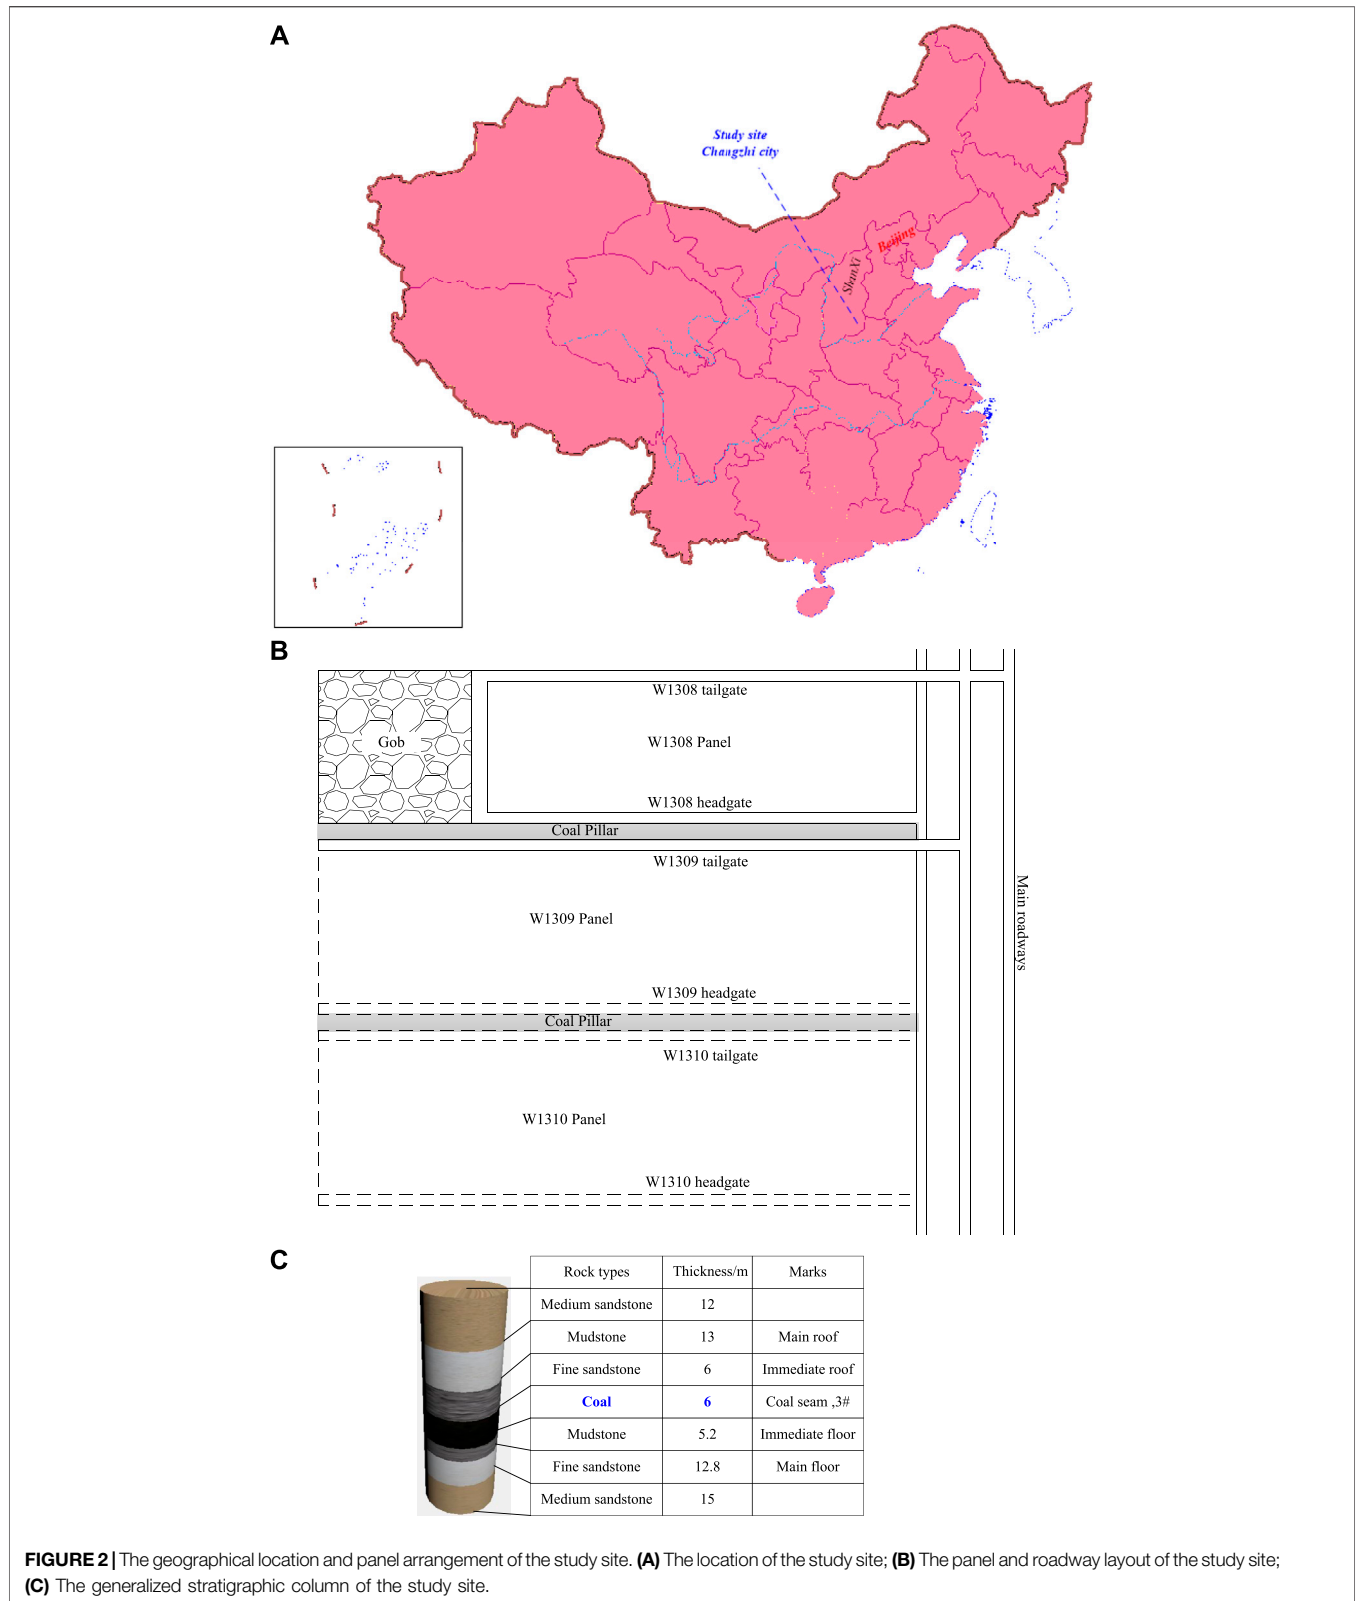 A
Study site
Changzhi city
Beijing
ShanXi
B
W1308 tailgate
Gob
W1308 Panel
W1308 headgate
Coal Pillar
W1309 tailgate
Main roadways
W1309 Panel
W1309 headgate
Coal Pillar
W1310 tailgate
W1310 Panel
W1310 headgate
C
Rock types Thickness/m Marks
Medium sandstone 12
Mudstone 13 Main roof
Fine sandstone 6 Immediate roof
Coal 6 Coal seam ,3#
Mudstone 5.2 Immediate floor
Fine sandstone 12.8 Main floor
Medium sandstone 15
FIGURE 2 | The geographical location and panel arrangement of the study site. (A) The location of the study site; (B) The panel and roadway layout of the study site;
(C) The generalized stratigraphic column of the study site.